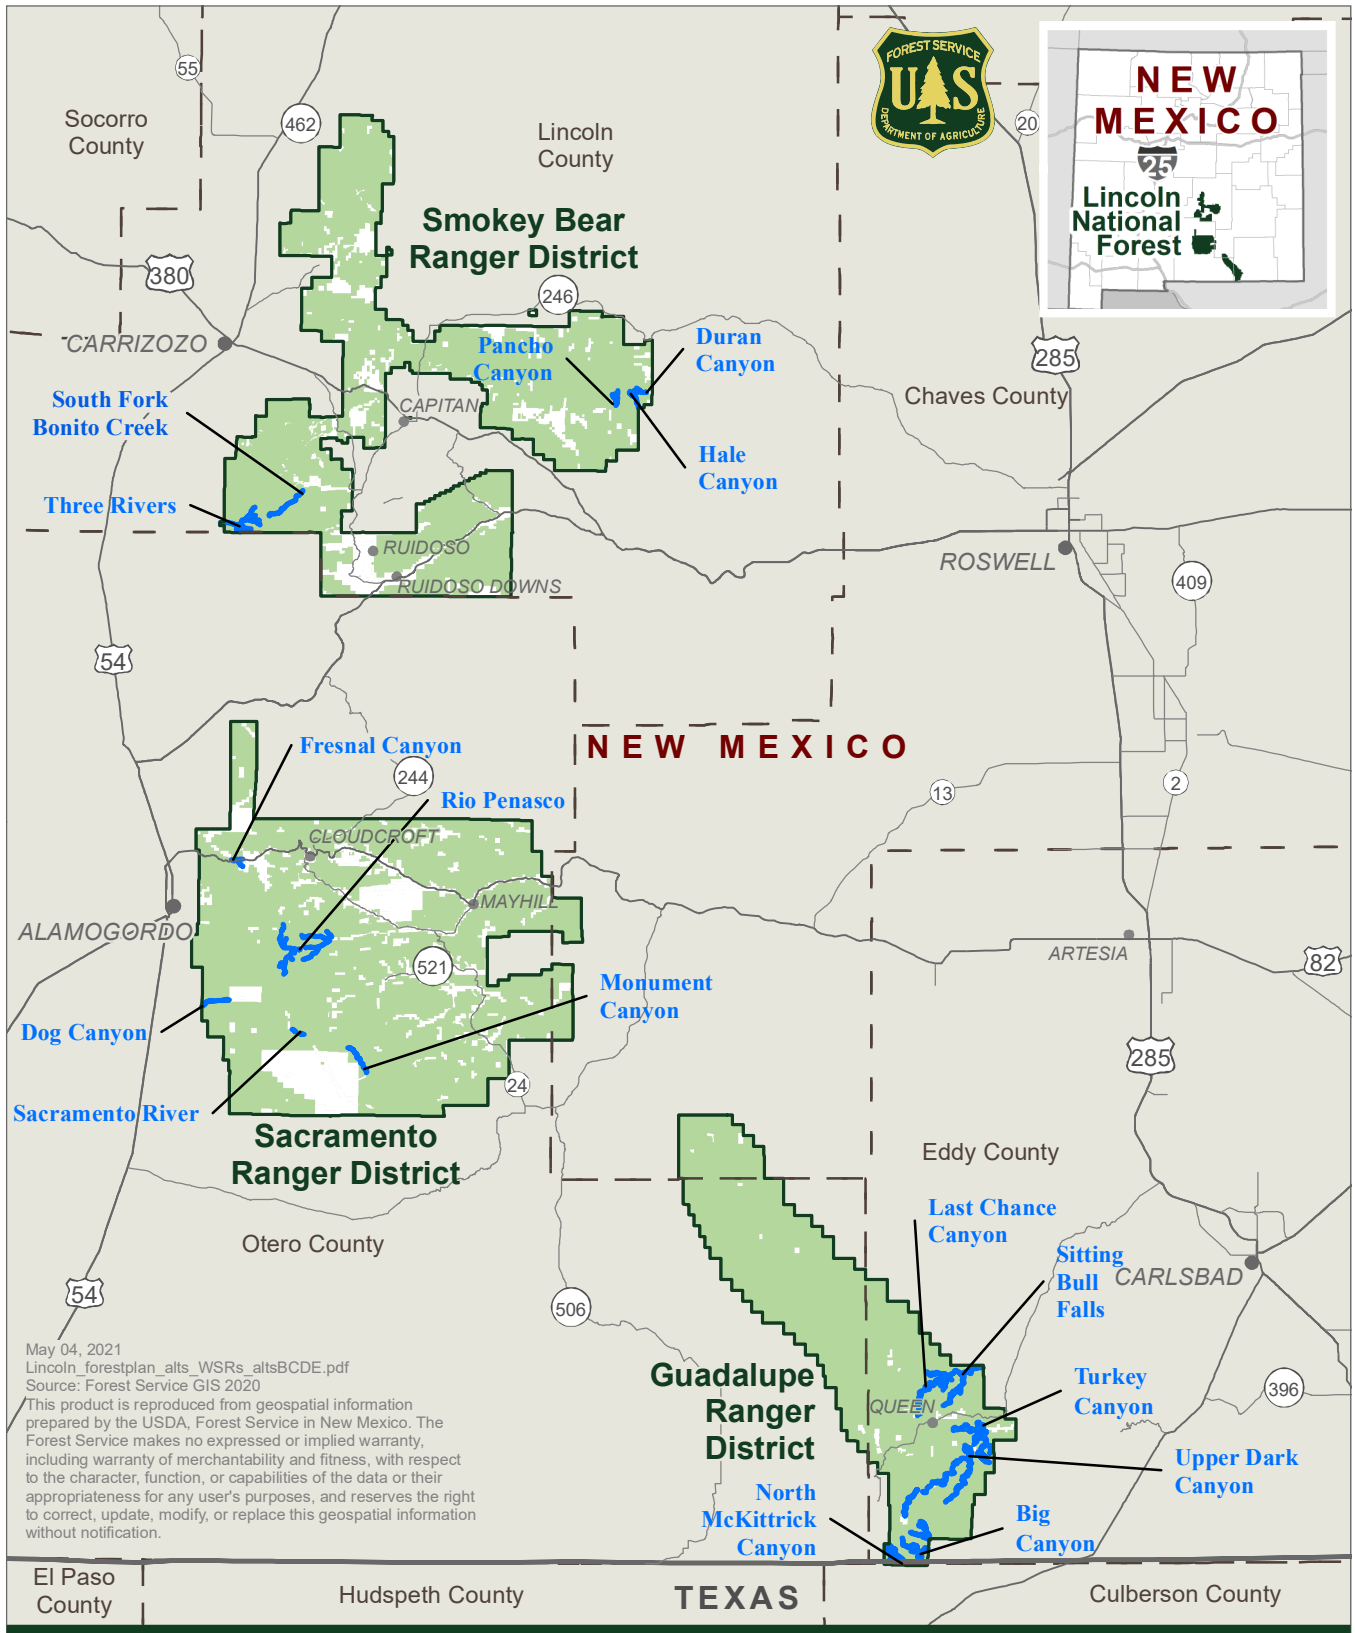 55
Socorro
County
462
Lincoln
County
FOREST SERVICE
U S
DEPARTMENT OF AGRICULTURE
20
NEW
MEXICO
25
Lincoln
National
Forest
Smokey Bear
Ranger District
380
246
CARRIZOZO
Pancho
Canyon
Duran
Canyon
285
Chaves County
South Fork
Bonito Creek
CAPITAN
Hale
Canyon
Three Rivers
RUIDOSO
RUIDOSO DOWNS
ROSWELL
409
54
Fresnal Canyon
NEW MEXICO
244
Rio Penasco
13
2
CLOUDCROFT
MAYHILL
ALAMOGORDO
521
ARTESIA
82
Monument
Canyon
Dog Canyon
285
24
Sacramento River
Sacramento
Ranger District
Eddy County
Last Chance
Canyon
Otero County
Sitting
Bull
Falls
CARLSBAD
54
506
May 04, 2021
Lincoln_forestplan_alts_WSRs_altsBCDE.pdf
Source: Forest Service GIS 2020
This product is reproduced from geospatial information
prepared by the USDA, Forest Service in New Mexico. The
Forest Service makes no expressed or implied warranty,
including warranty of merchantability and fitness, with respect
to the character, function, or capabilities of the data or their
appropriateness for any user's purposes, and reserves the right
to correct, update, modify, or replace this geospatial information
without notification.
Guadalupe
Ranger
District
QUEEN
Turkey
Canyon
396
Upper Dark
Canyon
North
McKittrick
Canyon
Big
Canyon
El Paso
County
Hudspeth County
TEXAS
Culberson County